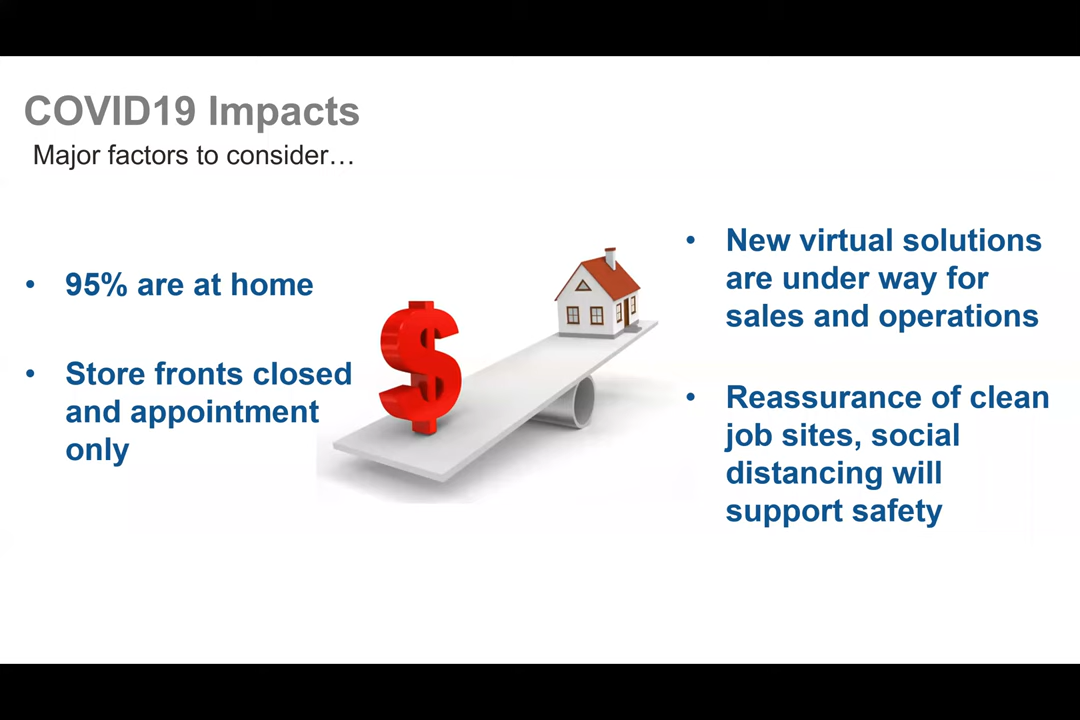 COVID19 Impacts
Major factors to consider…
• 95% are at home
• Store fronts closed
and appointment
only
$
• New virtual solutions
are under way for
sales and operations
• Reassurance of clean
job sites, social
distancing will
support safety